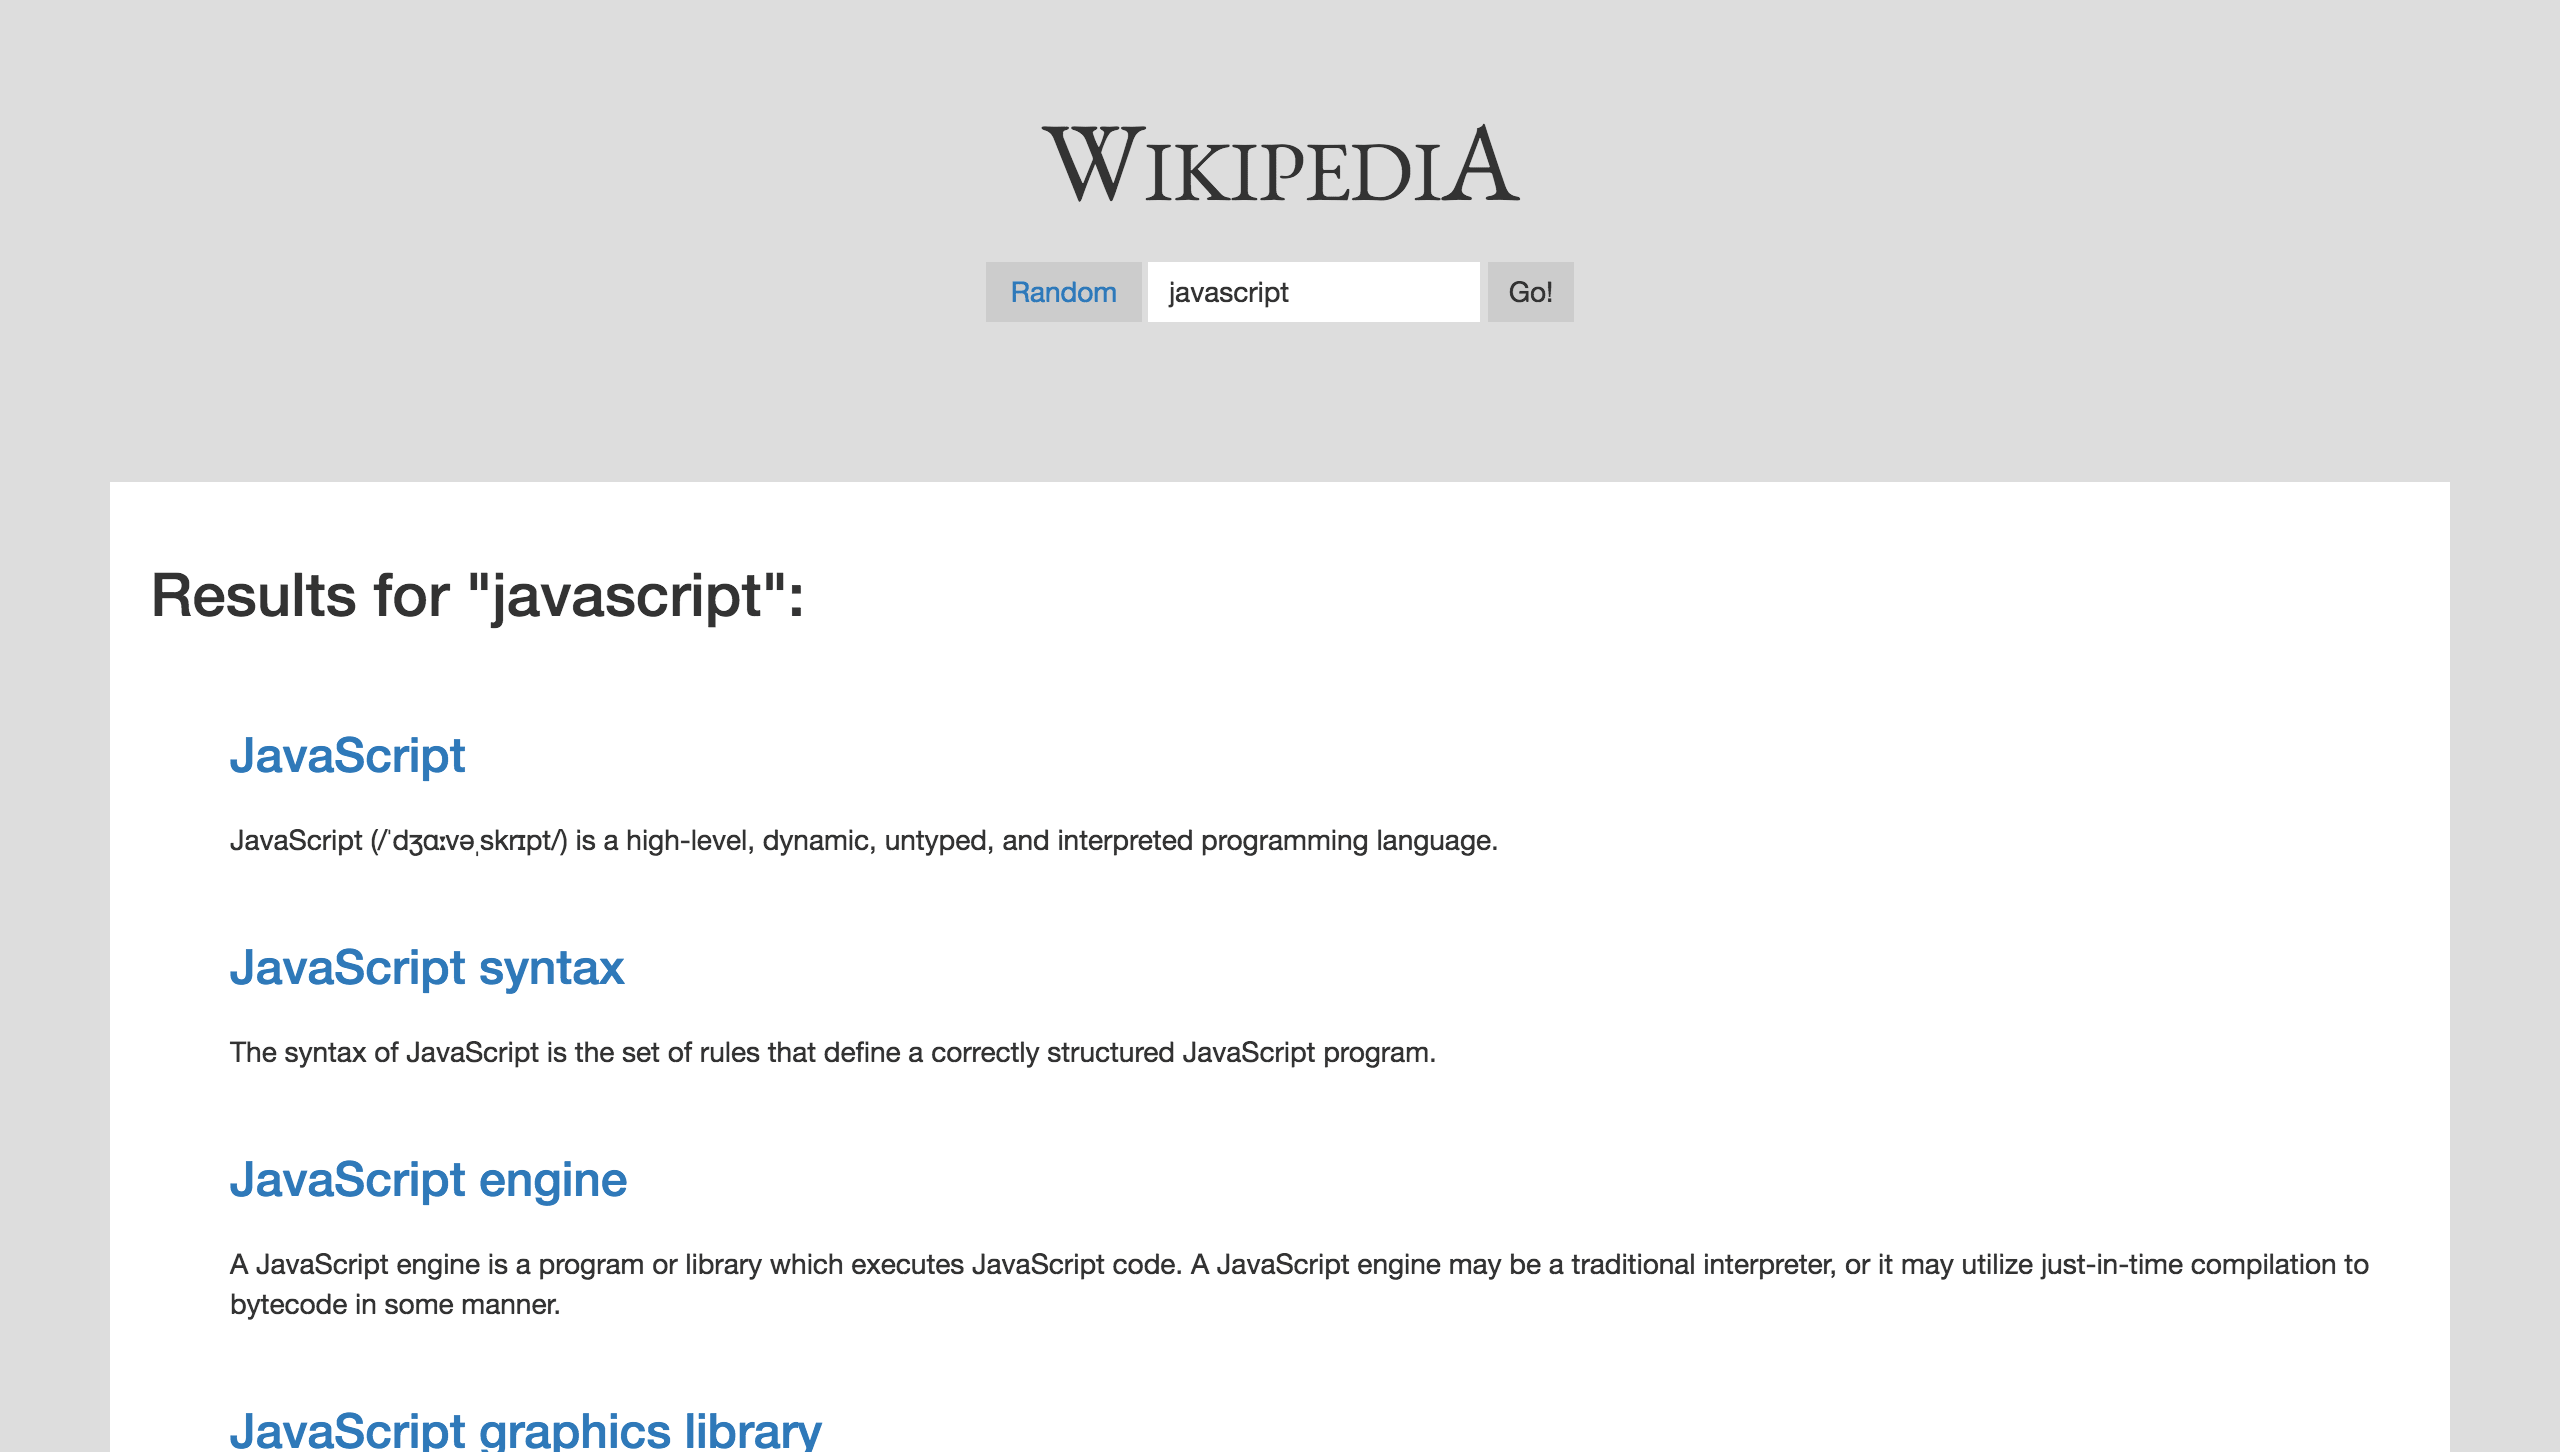 WIKIPEDIA
Random javascript Go!
Results for "javascript":
JavaScript
JavaScript (/ˈdʒɑːvəˌskrɪpt/) is a high-level, dynamic, untyped, and interpreted programming language.
JavaScript syntax
The syntax of JavaScript is the set of rules that define a correctly structured JavaScript program.
JavaScript engine
A JavaScript engine is a program or library which executes JavaScript code. A JavaScript engine may be a traditional interpreter, or it may utilize just-in-time compilation to
bytecode in some manner.
JavaScript graphics library